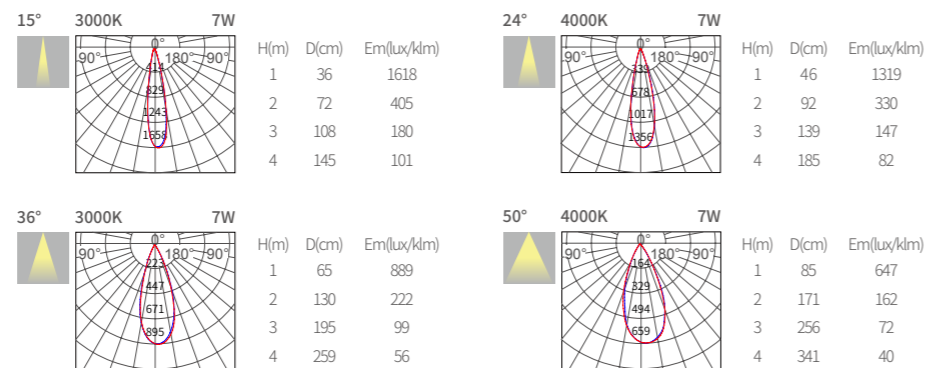 15° 3000K 7W
0°
90° 180° 90°
414
829
1243
1658
H(m) D(cm) Em(lux/klm)
1 36 1618
2 72 405
3 108 180
4 145 101
24° 4000K 7W
0°
90° 180° 90°
339
678
1017
1356
H(m) D(cm) Em(lux/klm)
1 46 1319
2 92 330
3 139 147
4 185 82
36° 3000K 7W
0°
90° 180° 90°
223
447
671
895
H(m) D(cm) Em(lux/klm)
1 65 889
2 130 222
3 195 99
4 259 56
50° 4000K 7W
0°
90° 180° 90°
164
329
494
659
H(m) D(cm) Em(lux/klm)
1 85 647
2 171 162
3 256 72
4 341 40